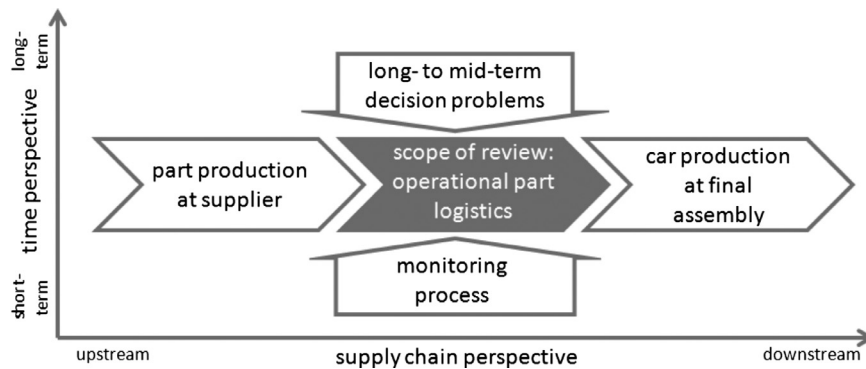 long-
term
long- to mid-term
decision problems
time perspective
part production
at supplier
scope of review:
operational part
logistics
car production
at final
assembly
monitoring
process
short-
term
upstream
supply chain perspective
downstream